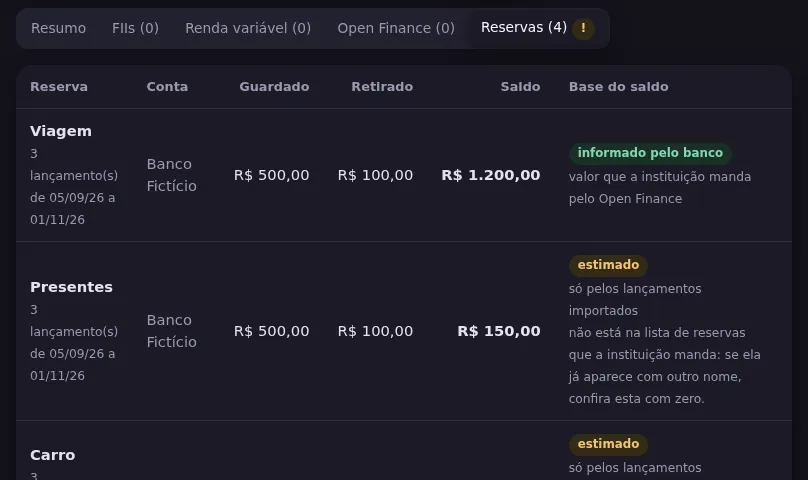 Resumo FIIs (0) Renda variável (0) Open Finance (0) Reservas (4) !
Reserva Conta Guardado Retirado Saldo Base do saldo
Viagem
3
lançamento(s)
de 05/09/26 a
01/11/26
Banco
Fictício
R$ 500,00 R$ 100,00 R$ 1.200,00
informado pelo banco
valor que a instituição manda
pelo Open Finance
Presentes
3
lançamento(s)
de 05/09/26 a
01/11/26
Banco
Fictício
R$ 500,00 R$ 100,00 R$ 150,00
estimado
só pelos lançamentos
importados
não está na lista de reservas
que a instituição manda: se ela
já aparece com outro nome,
confira esta com zero.
Carro
3
estimado
só pelos lançamentos